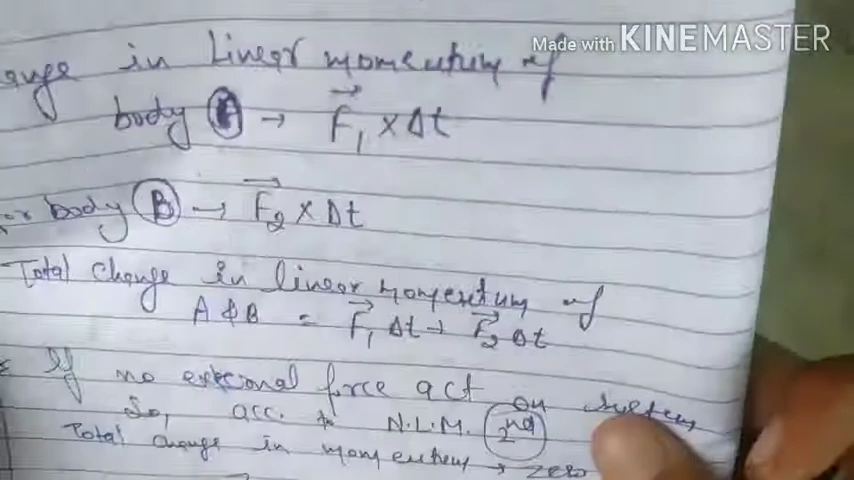 Made with KINEMASTER
ange in Linear momentum of
body A → F₁ × Δt
or body B → F₂ × Δt
Total change in linear momentum of
A & B = F₁ Δt + F₂ Δt
If no external force act on system
So, acc. to N.L.M. 2nd
Total change in momentum → zero